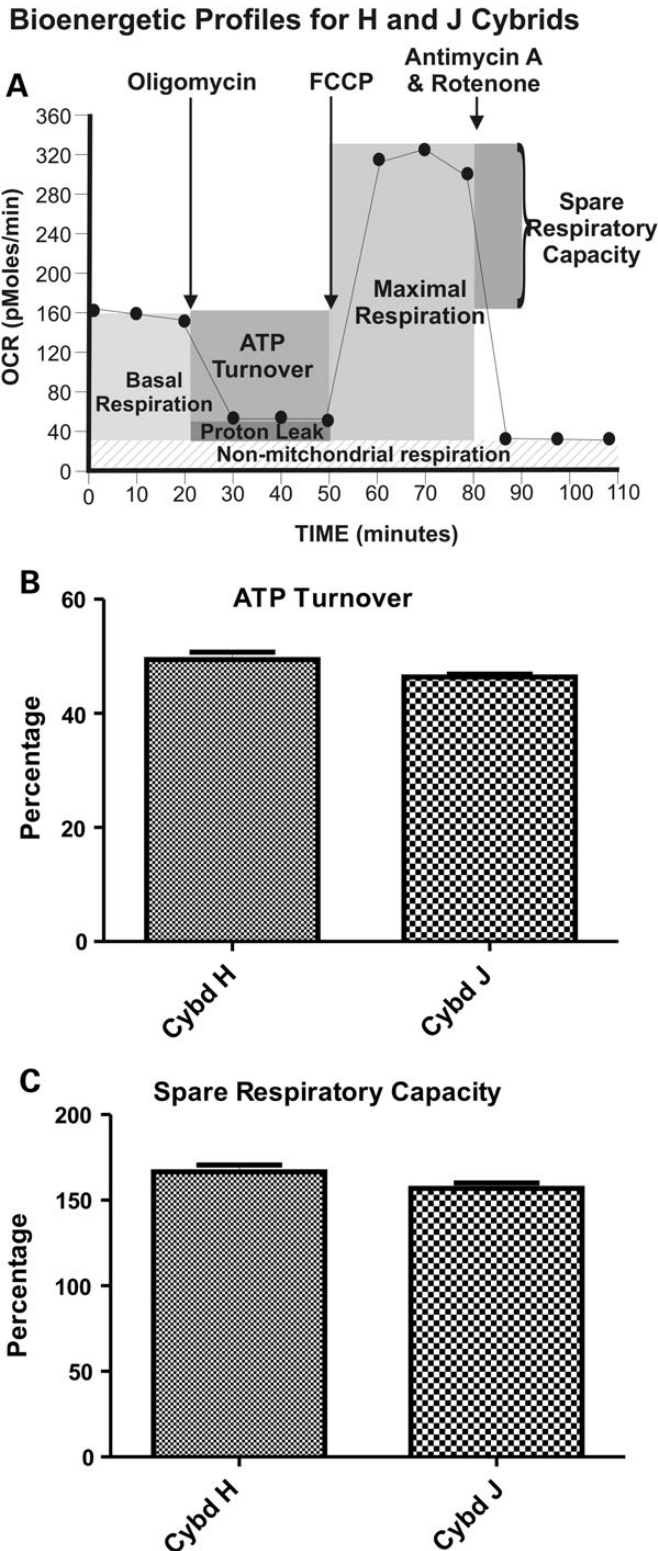 Bioenergetic Profiles for H and J Cybrids
A
Oligomycin
FCCP
Antimycin A
& Rotenone
OCR (pMoles/min)
360
320
280
240
200
160
120
80
40
0
Spare
Respiratory
Capacity
Maximal
Respiration
ATP
Turnover
Basal
Respiration
Proton Leak
Non-mitchondrial respiration
0 10 20 30 40 50 60 70 80 90 100 110
TIME (minutes)
B
ATP Turnover
Percentage
60
40
20
0
Cybd H
Cybd J
C
Spare Respiratory Capacity
Percentage
200
150
100
50
0
Cybd H
Cybd J